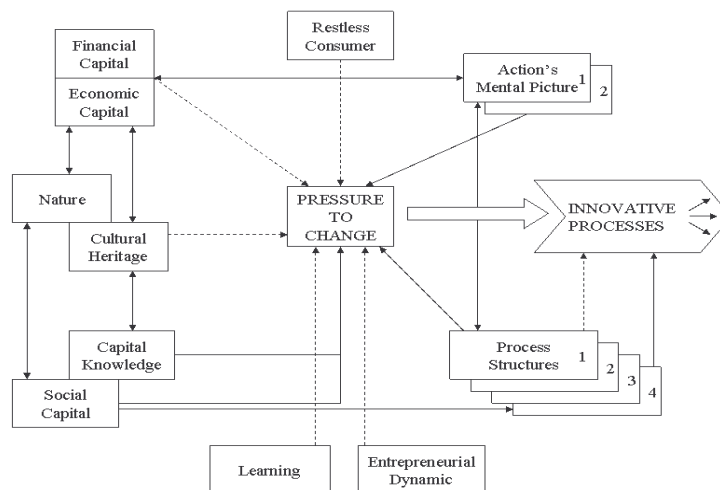 Restless
Consumer
Financial
Capital
Economic
Capital
Action's
Mental Picture 1
2
Nature
Cultural
Heritage
PRESSURE
TO
CHANGE
INNOVATIVE
PROCESSES
Capital
Knowledge
Social
Capital
Process
Structures 1
2
3
4
Learning
Entrepreneurial
Dynamic